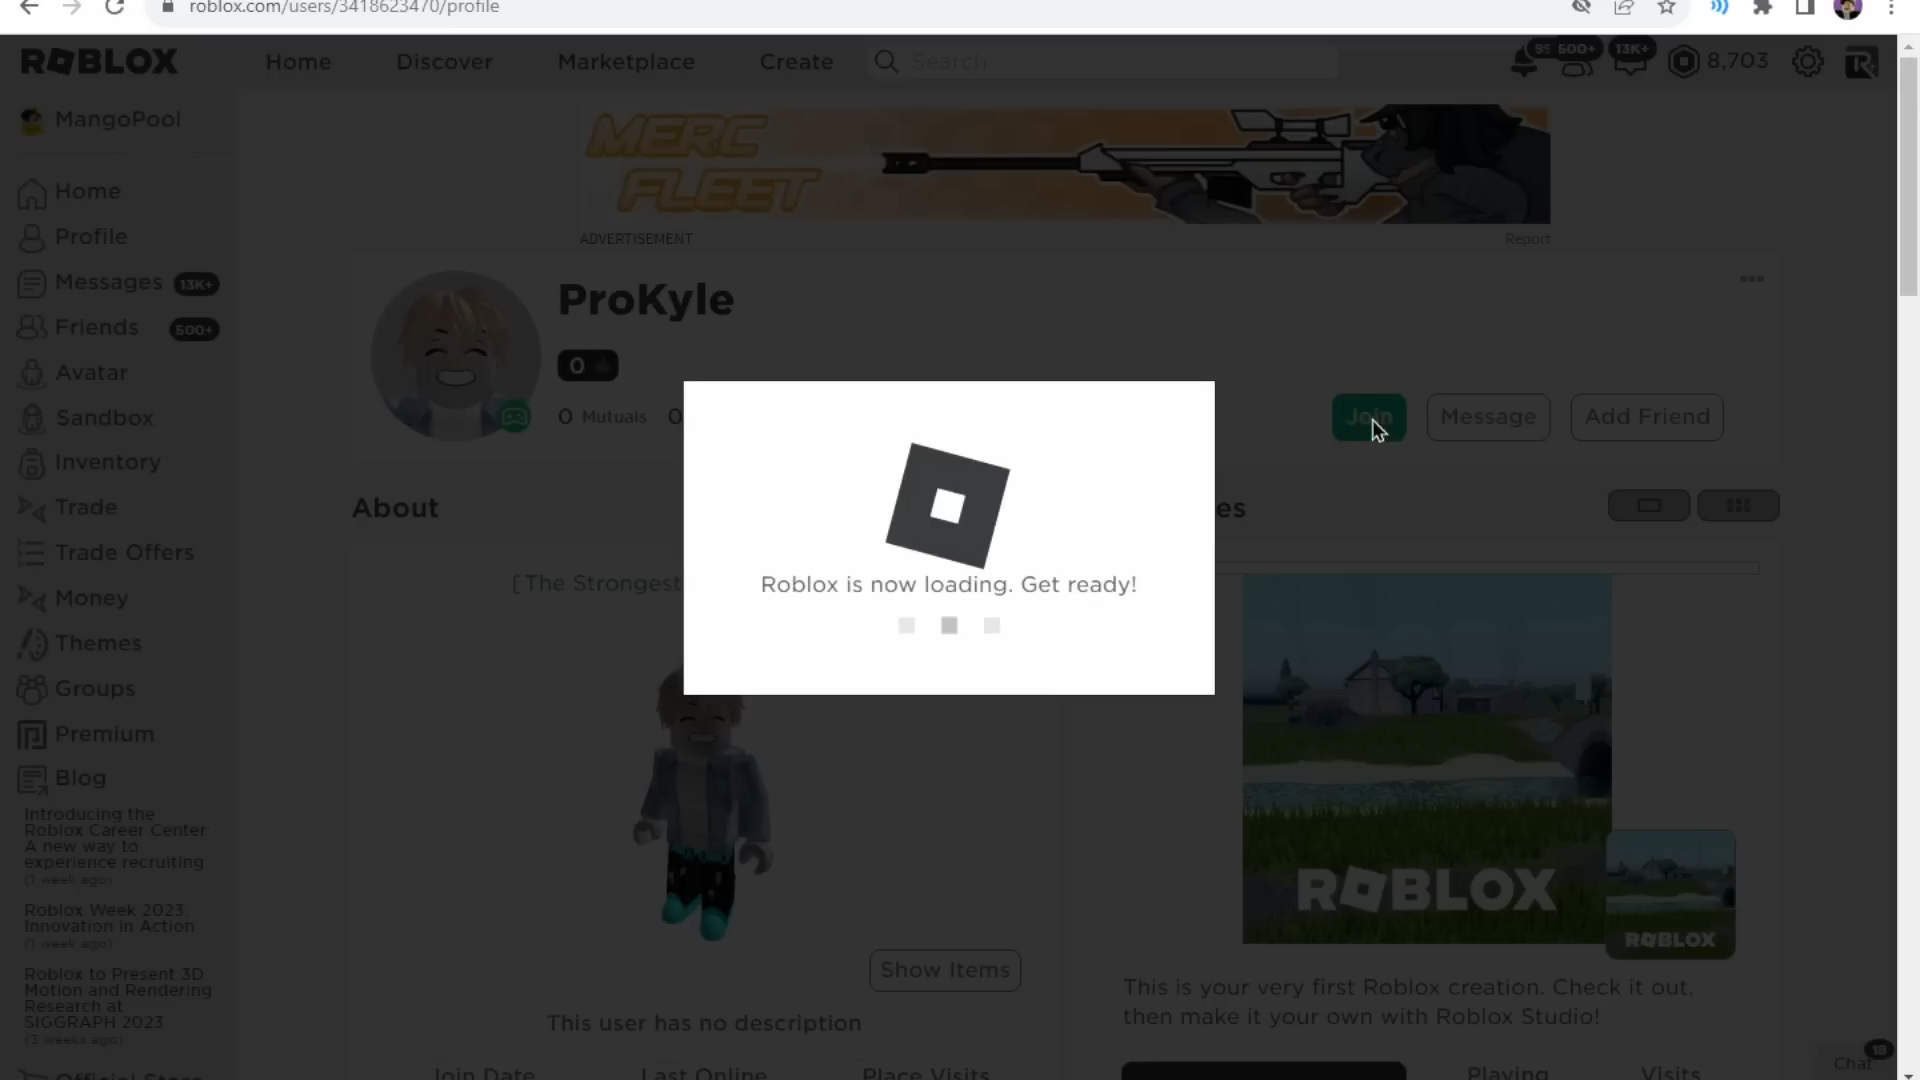 roblox.com/users/3418623470/profile
ROBLOX
Home
Discover
Marketplace
Create
Search
500+
13K+
8,703
MangoPool
Home
Profile
Messages 13K+
Friends 500+
Avatar
Sandbox
Inventory
Trade
Trade Offers
Money
Themes
Groups
Premium
Blog
Introducing the
Roblox Career Center
A new way to
experience recruiting
(1 week ago)
Roblox Week 2023:
Innovation in Action
(1 week ago)
Roblox to Present 3D
Motion and Rendering
Research at
SIGGRAPH 2023
(3 weeks ago)
Official Store
MERC
FLEET
ADVERTISEMENT
Report
ProKyle
0
0 Mutuals 0
Join
Message
Add Friend
About
es
[ The Strongest
Roblox is now loading. Get ready!
Show Items
This user has no description
Join Date
Last Online
Place Visits
ROBLOX
ROBLOX
This is your very first Roblox creation. Check it out,
then make it your own with Roblox Studio!
Playing
Visits
Chat